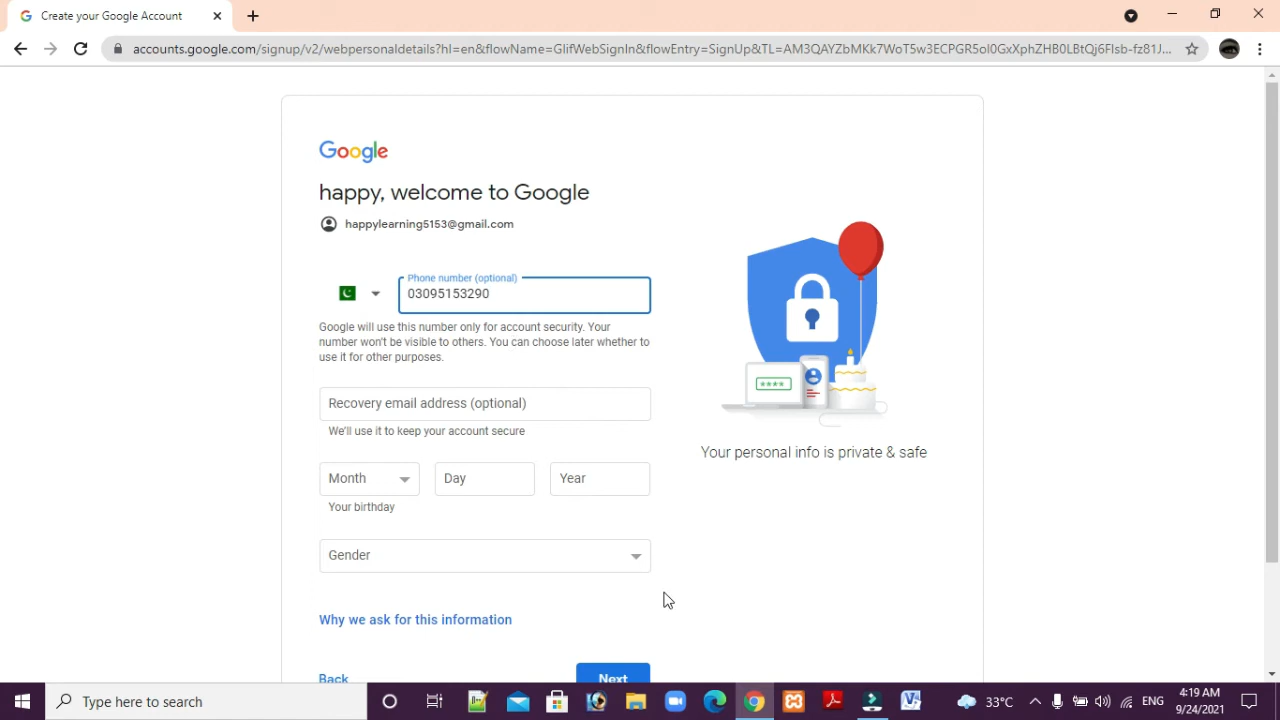 Create your Google Account
accounts.google.com/signup/v2/webpersonaldetails?hl=en&flowName=GlifWebSignIn&flowEntry=SignUp&TL=AM3QAYZbMKk7WoT5w3ECPGR5ol0GxXphZHB0LBtQj6Flsb-fz81J...
Google
happy, welcome to Google
happylearning5153@gmail.com
Phone number (optional)
03095153290
Google will use this number only for account security. Your
number won't be visible to others. You can choose later whether to
use it for other purposes.
Recovery email address (optional)
We'll use it to keep your account secure
Month Day Year
Your birthday
Gender
Why we ask for this information
Back Next
****
Your personal info is private & safe
Type here to search
33°C
ENG
4:19 AM
9/24/2021